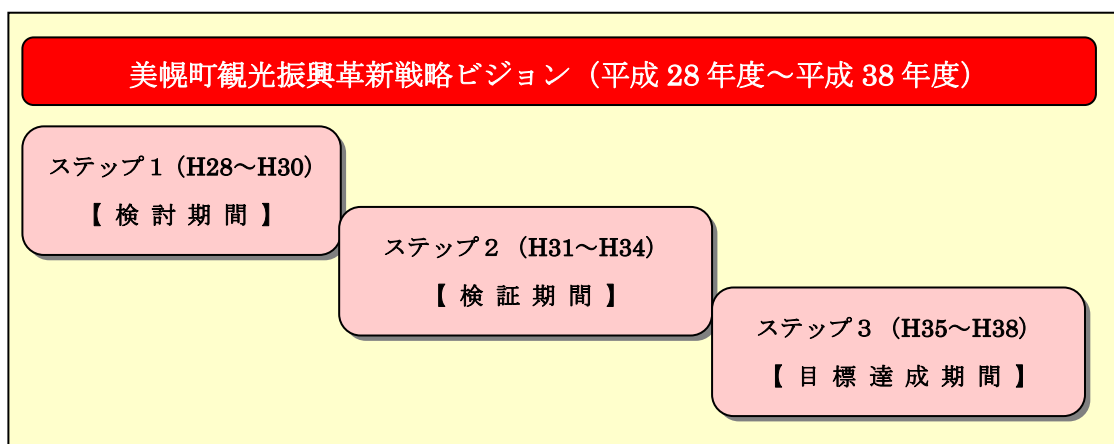 美幌町観光振興革新戦略ビジョン（平成 28 年度～平成 38 年度）
ステップ１（H28～H30）
【 検 討 期 間 】
ステップ２（H31～H34）
【 検 証 期 間 】
ステップ３（H35～H38）
【 目 標 達 成 期 間 】